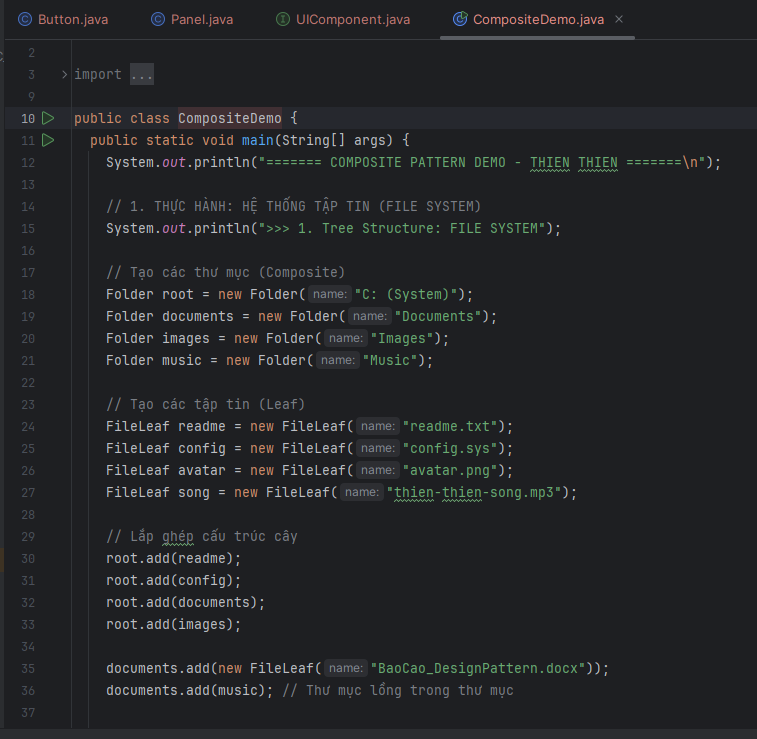 Button.java Panel.java UIComponent.java CompositeDemo.java ×
2
3 import ...
9
10 public class CompositeDemo {
11 public static void main(String[] args) {
12 System.out.println("======= COMPOSITE PATTERN DEMO - THIEN THIEN =======\n");
13
14 // 1. THỰC HÀNH: HỆ THỐNG TẬP TIN (FILE SYSTEM)
15 System.out.println(">>> 1. Tree Structure: FILE SYSTEM");
16
17 // Tạo các thư mục (Composite)
18 Folder root = new Folder( name: "C: (System)");
19 Folder documents = new Folder( name: "Documents");
20 Folder images = new Folder( name: "Images");
21 Folder music = new Folder( name: "Music");
22
23 // Tạo các tập tin (Leaf)
24 FileLeaf readme = new FileLeaf( name: "readme.txt");
25 FileLeaf config = new FileLeaf( name: "config.sys");
26 FileLeaf avatar = new FileLeaf( name: "avatar.png");
27 FileLeaf song = new FileLeaf( name: "thien-thien-song.mp3");
28
29 // Lắp ghép cấu trúc cây
30 root.add(readme);
31 root.add(config);
32 root.add(documents);
33 root.add(images);
34
35 documents.add(new FileLeaf( name: "BaoCao_DesignPattern.docx"));
36 documents.add(music); // Thư mục lồng trong thư mục
37